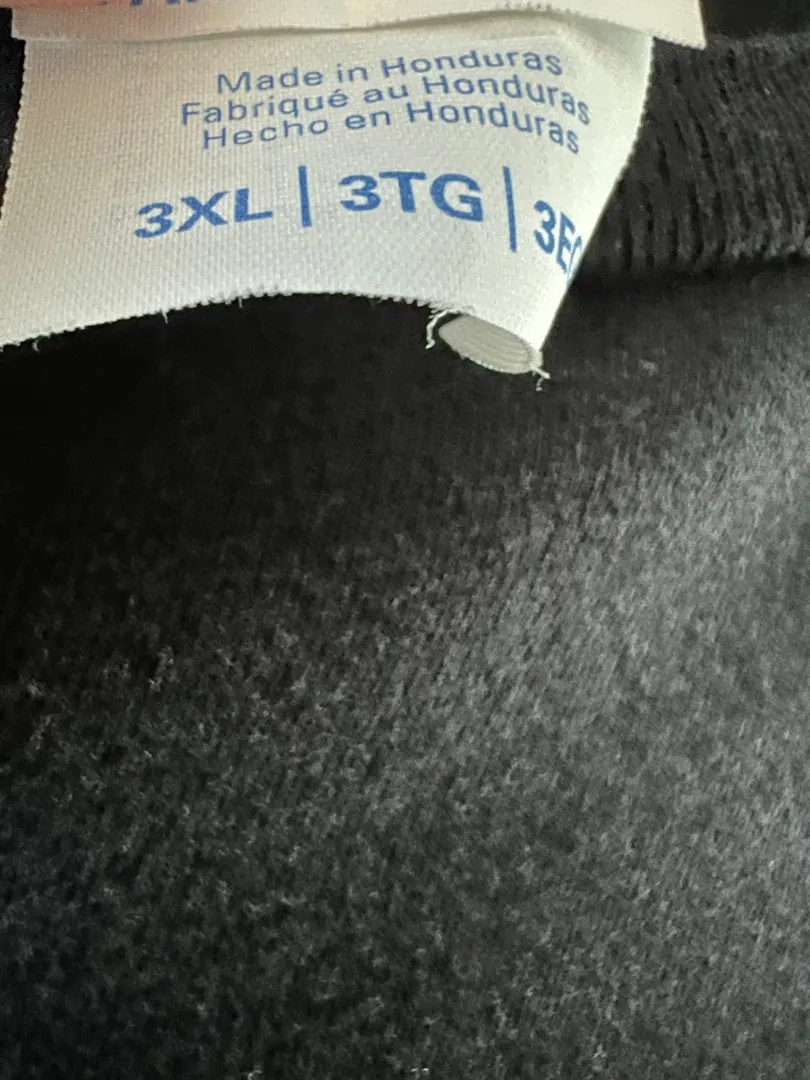 Made in Honduras
Fabriqué au Honduras
Hecho en Honduras
3XL | 3TG |